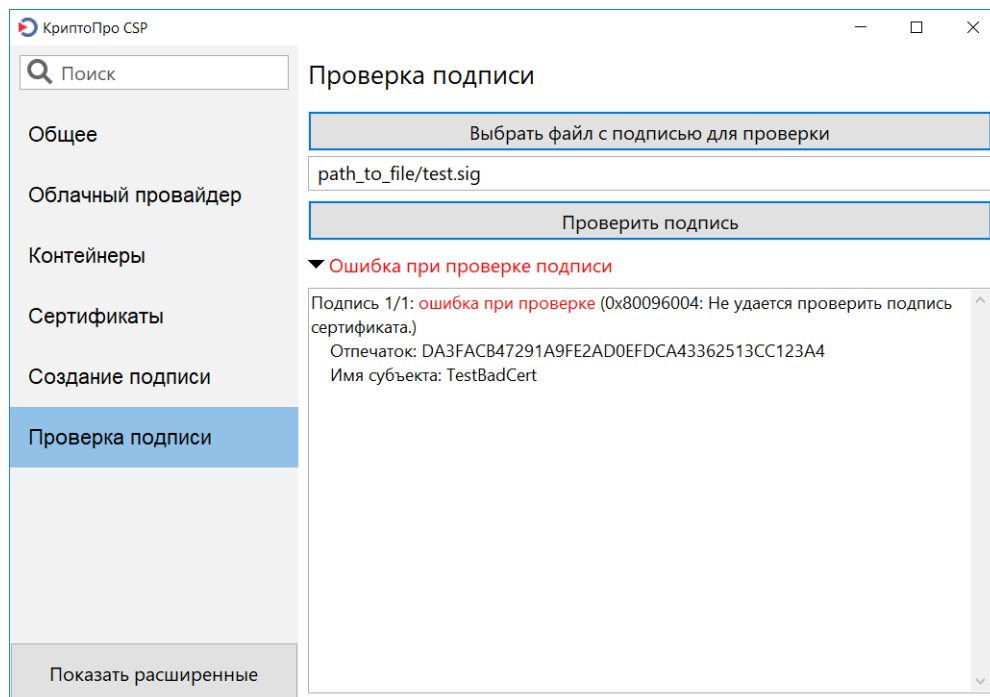 КриптоПро CSP
Поиск
Общее
Облачный провайдер
Контейнеры
Сертификаты
Создание подписи
Проверка подписи
Показать расширенные
Проверка подписи
Выбрать файл с подписью для проверки
path_to_file/test.sig
Проверить подпись
Ошибка при проверке подписи
Подпись 1/1: ошибка при проверке (0x80096004: Не удается проверить подпись
сертификата.)
Отпечаток: DA3FACB47291A9FE2AD0EFDCA43362513CC123A4
Имя субъекта: TestBadCert